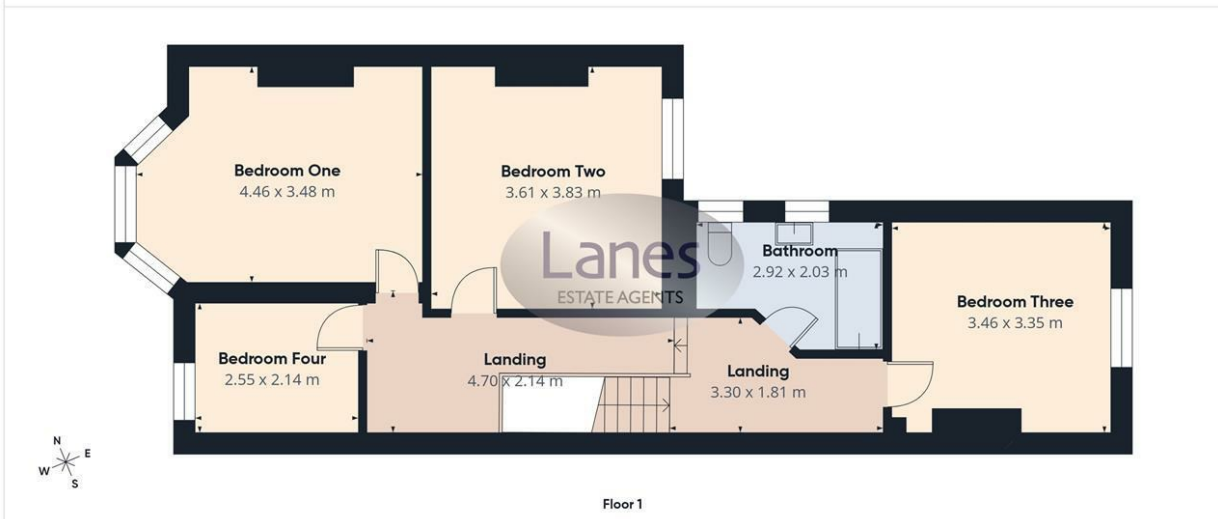 Bedroom One
4.46 x 3.48 m
Bedroom Two
3.61 x 3.83 m
Lanes
ESTATE AGENTS
Bathroom
2.92 x 2.03 m
Bedroom Three
3.46 x 3.35 m
Bedroom Four
2.55 x 2.14 m
Landing
4.70 x 2.14 m
Landing
3.30 x 1.81 m
N
E
W
S
Floor 1